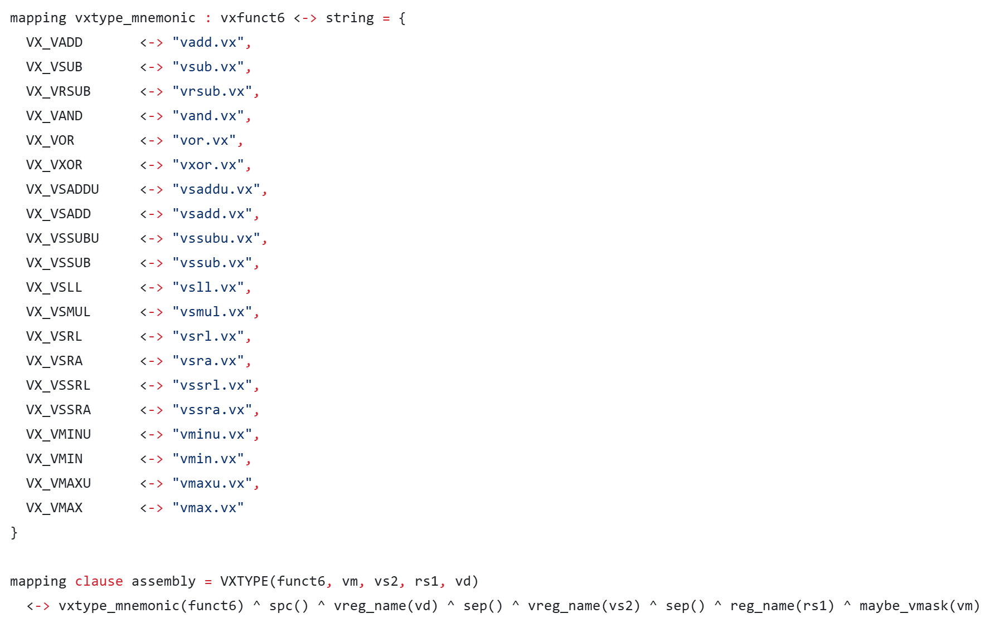 mapping vxtype_mnemonic : vxfunct6 <-> string = {
  VX_VADD       <-> "vadd.vx",
  VX_VSUB       <-> "vsub.vx",
  VX_VRSUB      <-> "vrsub.vx",
  VX_VAND       <-> "vand.vx",
  VX_VOR        <-> "vor.vx",
  VX_VXOR       <-> "vxor.vx",
  VX_VSADDU     <-> "vsaddu.vx",
  VX_VSADD      <-> "vsadd.vx",
  VX_VSSUBU     <-> "vssubu.vx",
  VX_VSSUB      <-> "vssub.vx",
  VX_VSLL       <-> "vsll.vx",
  VX_VSMUL      <-> "vsmul.vx",
  VX_VSRL       <-> "vsrl.vx",
  VX_VSRA       <-> "vsra.vx",
  VX_VSSRL      <-> "vssrl.vx",
  VX_VSSRA      <-> "vssra.vx",
  VX_VMINU      <-> "vminu.vx",
  VX_VMIN       <-> "vmin.vx",
  VX_VMAXU      <-> "vmaxu.vx",
  VX_VMAX       <-> "vmax.vx"
}

mapping clause assembly = VXTYPE(funct6, vm, vs2, rs1, vd)
  <-> vxtype_mnemonic(funct6) ^ spc() ^ vreg_name(vd) ^ sep() ^ vreg_name(vs2) ^ sep() ^ reg_name(rs1) ^ maybe_vmask(vm)